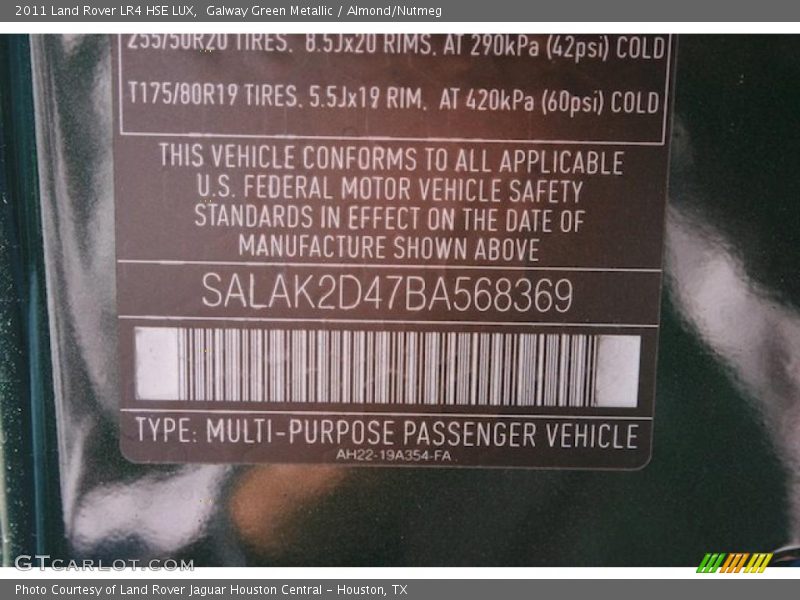 2011 Land Rover LR4 HSE LUX,  Galway Green Metallic / Almond/Nutmeg
255/50R20 TIRES. 8.5Jx20 RIMS. AT 290kPa (42psi) COLD
T175/80R19 TIRES. 5.5Jx19 RIM. AT 420kPa (60psi) COLD
THIS VEHICLE CONFORMS TO ALL APPLICABLE
U.S. FEDERAL MOTOR VEHICLE SAFETY
STANDARDS IN EFFECT ON THE DATE OF
MANUFACTURE SHOWN ABOVE
SALAK2D47BA568369
TYPE: MULTI-PURPOSE PASSENGER VEHICLE
AH22-19A354-FA
GTCARLOT.COM
Photo Courtesy of Land Rover Jaguar Houston Central - Houston, TX